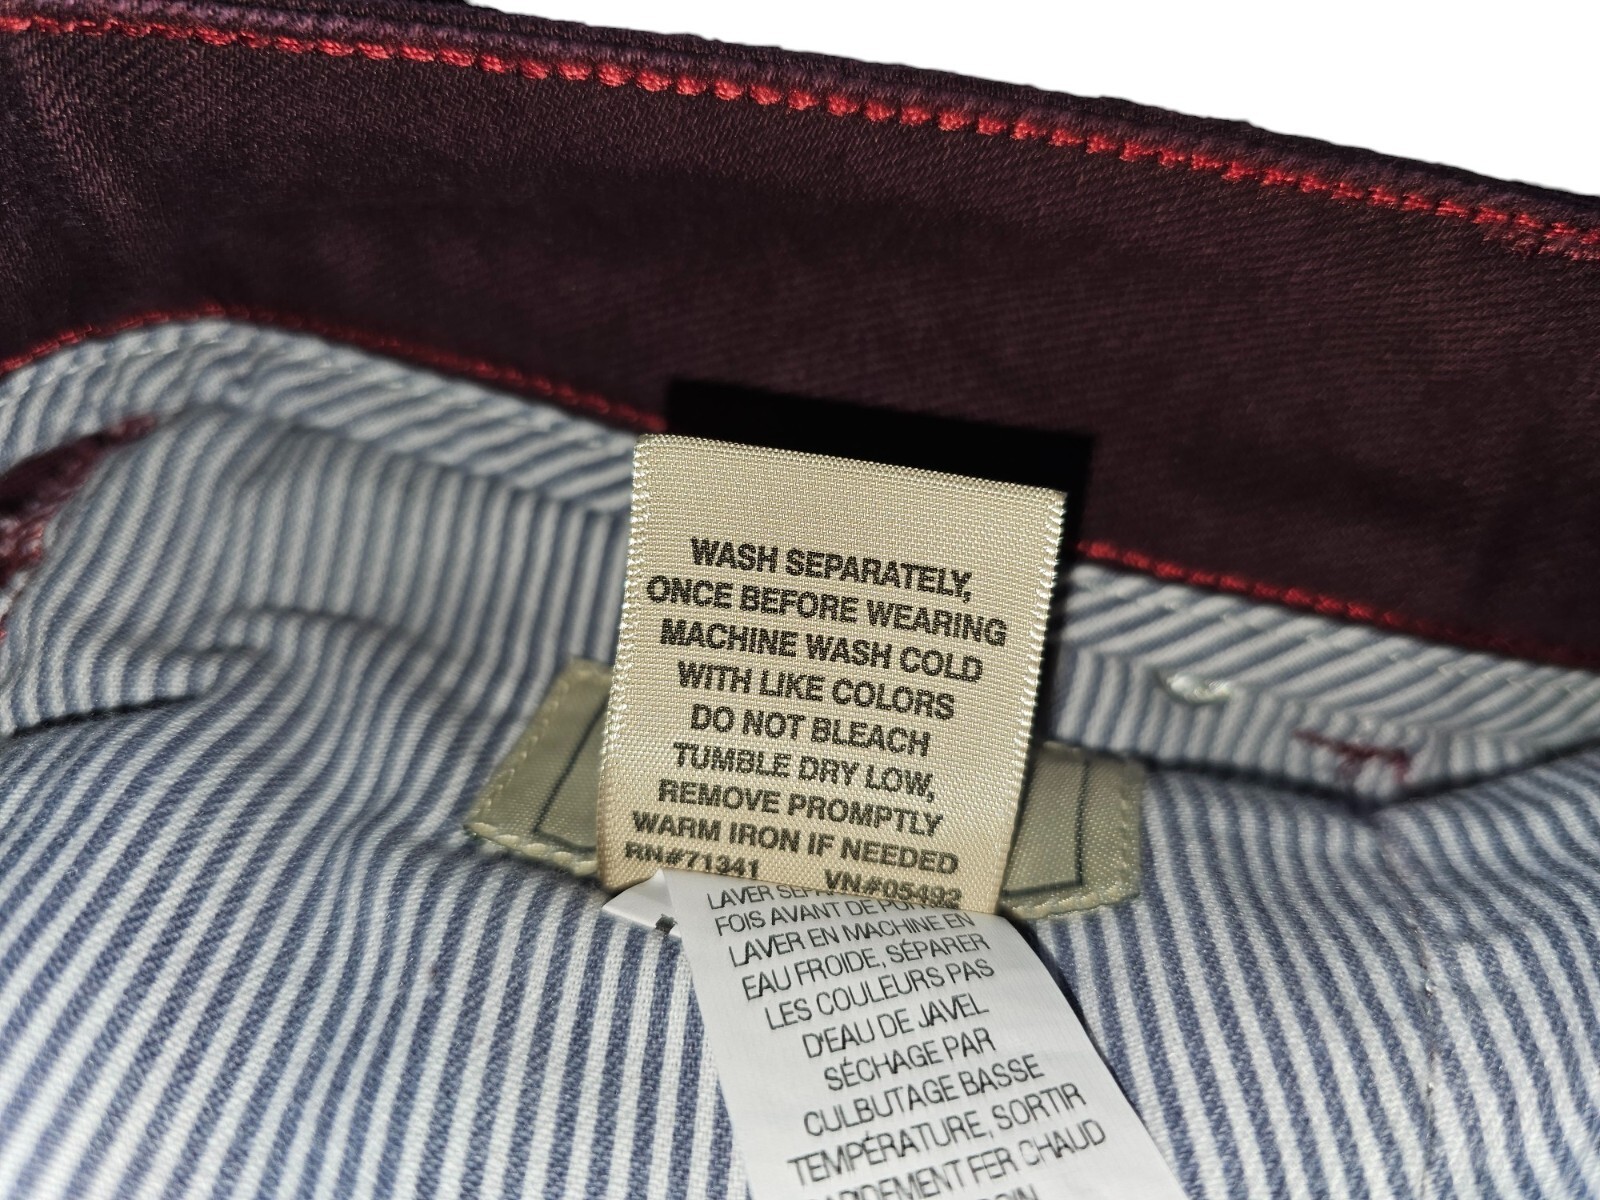 WASH SEPARATELY,
ONCE BEFORE WEARING
MACHINE WASH COLD
WITH LIKE COLORS
DO NOT BLEACH
TUMBLE DRY LOW,
REMOVE PROMPTLY
WARM IRON IF NEEDED
RN#71341 VN#05492
LAVER
FOIS AVANT DE
LAVER EN MACHINE EN
EAU FROIDE, SÉPARER
LES COULEURS PAS
D'EAU DE JAVEL
SÉCHAGE PAR
CULBUTAGE BASSE
TEMPÉRATURE, SORTIR
FER CHAUD